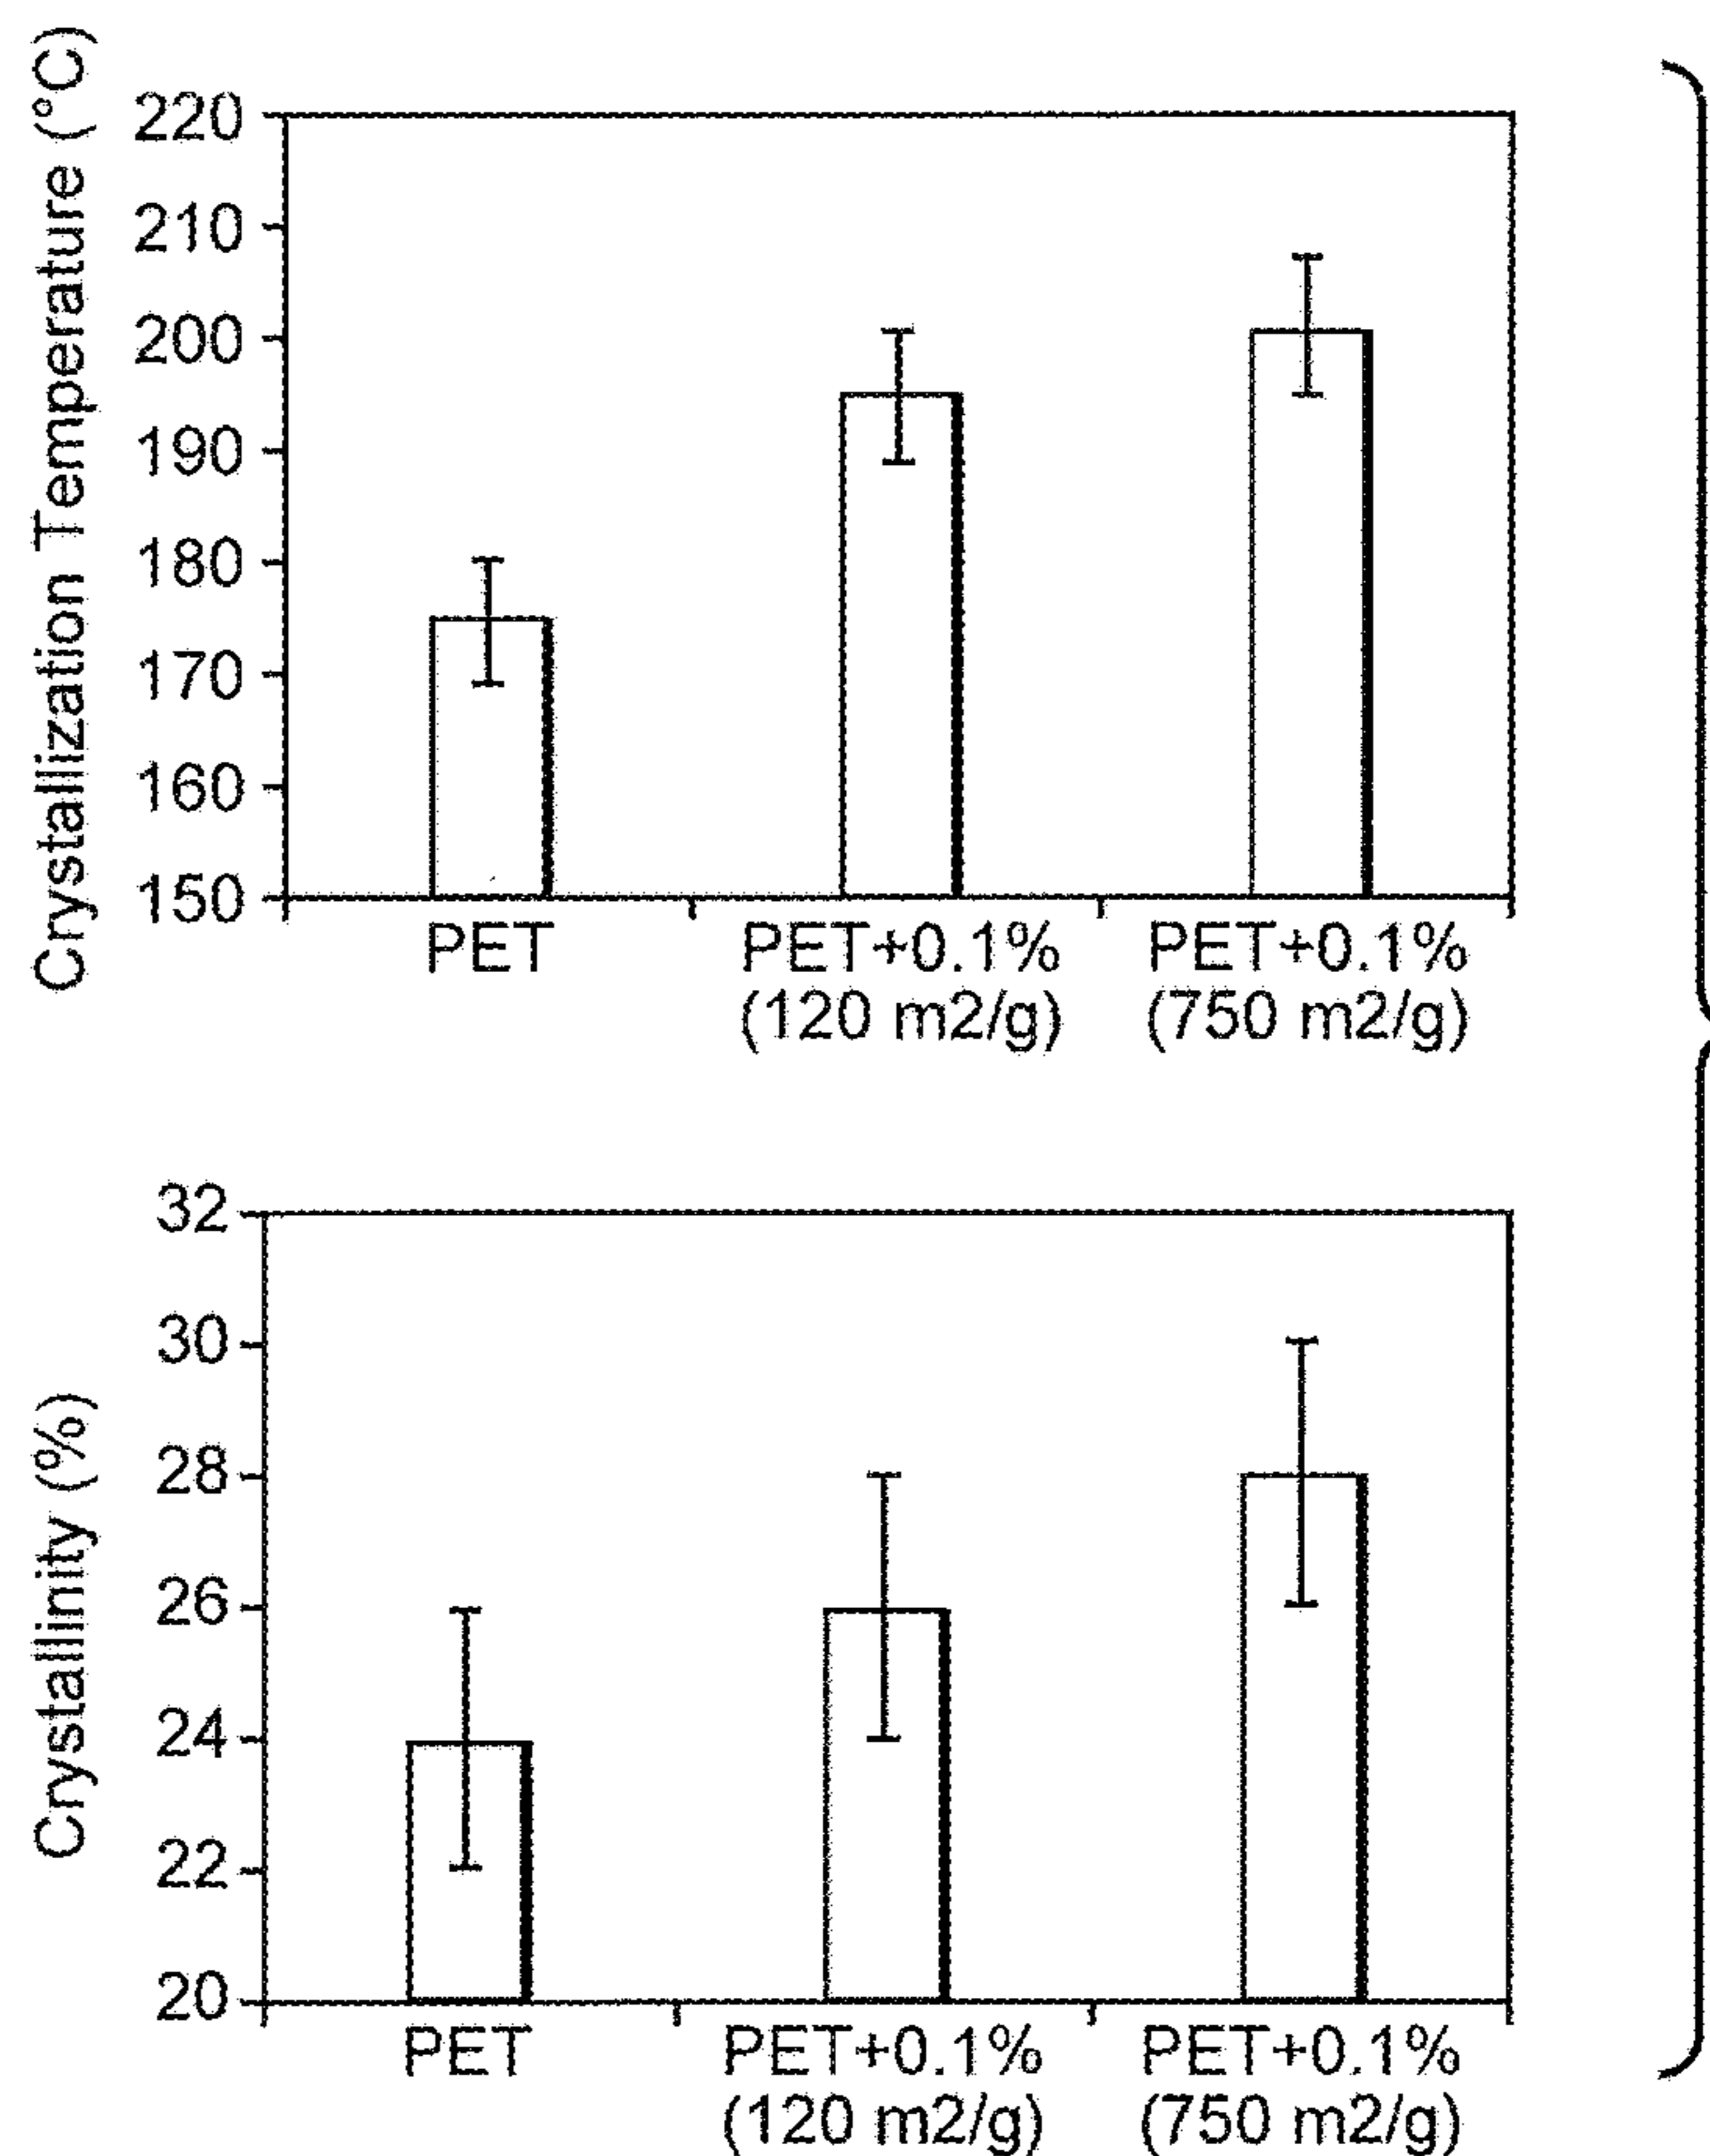 Crystallization Temperature (°C)
220
210
200
190
180
170
160
150
PET
PET+0.1%
(120 m2/g)
PET+0.1%
(750 m2/g)
Crystallinity (%)
32
30
28
26
24
22
20
PET
PET+0.1%
(120 m2/g)
PET+0.1%
(750 m2/g)